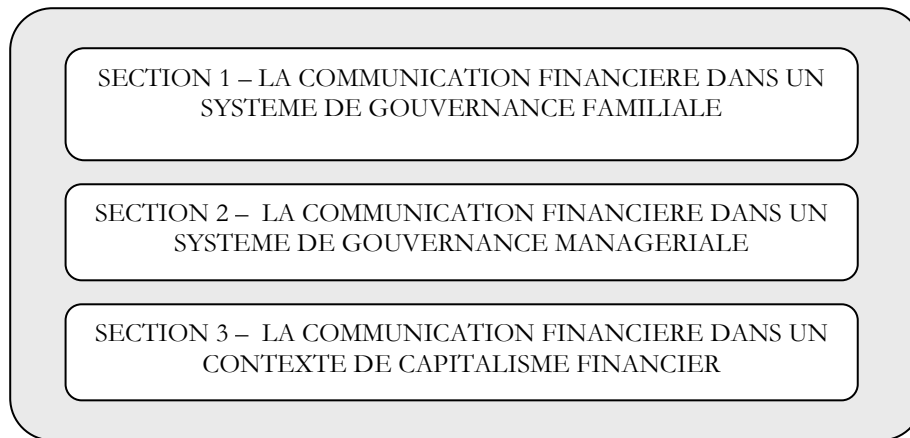 SECTION 1 – LA COMMUNICATION FINANCIERE DANS UN
SYSTEME DE GOUVERNANCE FAMILIALE
SECTION 2 – LA COMMUNICATION FINANCIERE DANS UN
SYSTEME DE GOUVERNANCE MANAGERIALE
SECTION 3 – LA COMMUNICATION FINANCIERE DANS UN
CONTEXTE DE CAPITALISME FINANCIER